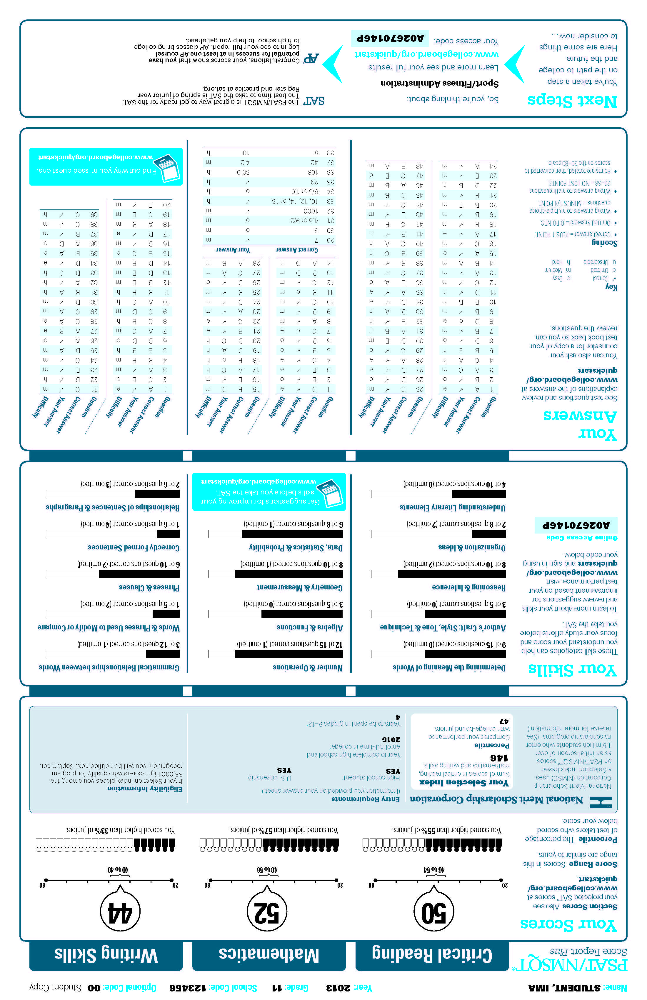 Name: STUDENT, IMA Year: 2013 Grade: 11 School Code: 123456 Optional Code: 00 Student Copy
PSAT/NMSQT®
Score Report Plus
Critical Reading
Mathematics
Writing Skills
Your Scores
Section Scores Also see
your projected SAT® scores at
www.collegeboard.org/
quickstart.
Score Range Scores in this
range are similar to yours.
Percentile The percentage
of test-takers who scored
below your score.
50
20 80
46 to 54
You scored higher than 55% of juniors.
52
20 80
48 to 56
You scored higher than 57% of juniors.
44
20 80
40 to 48
You scored higher than 33% of juniors.
National Merit Scholarship Corporation
National Merit Scholarship
Corporation (NMSC) uses
a Selection Index based
on PSAT/NMSQT® scores
as an initial screen of over
1.5 million students who enter
its scholarship programs. (See
reverse for more information.)
Your Selection Index
Sum of scores in critical reading,
mathematics and writing skills.
146
Percentile
Compares your performance
with college-bound juniors.
47
Entry Requirements
(Information you provided on your answer sheet.)
High school student:
YES
U.S. citizenship:
YES
Year to complete high school and
enroll full-time in college:
2015
Years to be spent in grades 9–12:
4
Eligibility Information
If your Selection Index places you among the
55,000 high scorers who qualify for program
recognition, you will be notified next September.
Your Skills
These skill categories can help
you understand your score and
focus your study efforts before
you take the SAT.
To learn more about your skills
and review suggestions for
improvement based on your
test performance, visit
www.collegeboard.org/
quickstart and sign in using
your code below.
Online Access Code
A02670146P
Determining the Meaning of Words
9 of 15 questions correct (0 omitted)
Author's Craft: Style, Tone & Technique
3 of 5 questions correct (0 omitted)
Reasoning & Inference
8 of 10 questions correct (2 omitted)
Organization & Ideas
2 of 8 questions correct (2 omitted)
Understanding Literary Elements
4 of 10 questions correct (0 omitted)
Number & Operations
12 of 15 questions correct (1 omitted)
Algebra & Functions
3 of 5 questions correct (0 omitted)
Geometry & Measurement
8 of 10 questions correct (1 omitted)
Data, Statistics & Probability
6 of 8 questions correct (1 omitted)
Get suggestions for improving your
skills before you take the SAT.
www.collegeboard.org/quickstart
Grammatical Relationships between Words
3 of 12 questions correct (1 omitted)
Words & Phrases Used to Modify or Compare
1 of 5 questions correct (2 omitted)
Phrases & Clauses
6 of 10 questions correct (2 omitted)
Correctly Formed Sentences
1 of 6 questions correct (4 omitted)
Relationships of Sentences & Paragraphs
2 of 6 questions correct (3 omitted)
Your
Answers
See test questions and review
explanations of the answers at
www.collegeboard.org/
quickstart.
You can also ask your
counselor for a copy of your
test book back so you can
review the questions.
Key
✓ Correct e Easy
o Omitted m Medium
u Unscorable h Hard
Scoring
• Correct answer = PLUS 1 POINT.
• Omitted answers = 0 POINTS.
• Wrong answers to multiple-choice
questions = MINUS 1/4 POINT.
• Wrong answers to math questions
29–38 = NO LOST POINTS.
• Points are totaled, then converted to
scores on the 20–80 scale.
Question Correct Answer Your Answer Difficulty
1 A ✓ e
2 B ✓ e
3 A C m
4 C A h
5 B E h
6 D ✓ e
7 B ✓ m
8 D o e
9 B ✓ m
10 E B h
11 D ✓ h
12 C ✓ m
13 A ✓ m
14 B A m
15 A ✓ e
16 C ✓ m
17 A ✓ e
18 E ✓ m
19 B ✓ m
20 B E m
21 E ✓ m
22 D B h
23 E ✓ m
24 A ✓ m
Question Correct Answer Your Answer Difficulty
25 D ✓ m
26 D ✓ e
27 D ✓ e
28 A ✓ e
29 C ✓ e
30 D E m
31 A B h
32 E ✓ h
33 B A h
34 D ✓ e
35 A ✓ e
36 E A e
37 C ✓ m
38 B ✓ m
39 B C h
40 C A h
41 B ✓ h
42 C E m
43 E ✓ m
44 C ✓ m
45 D B m
46 A B m
47 C E e
48 E A m
Question Correct Answer Your Answer Difficulty
1 D ✓ e
2 E ✓ e
3 E ✓ e
4 C ✓ e
5 B ✓ e
6 B ✓ e
7 C o e
8 A ✓ m
9 B ✓ m
10 C ✓ m
11 B o m
12 C ✓ m
13 B D m
14 A D h
Question Correct Answer Your Answer Difficulty
15 E D m
16 E ✓ m
17 A C h
18 E o h
19 D A h
20 D C h
21 B ✓ e
22 C ✓ e
23 A ✓ m
24 D ✓ m
25 B ✓ m
26 D ✓ e
27 C A m
28 A B m
Correct Answer Your Answer
29 7 ✓ m
30 3 o m
31 4.5 or 9/2 o m
32 1000 ✓ m
33 10, 12, 14, or 16 ✓ h
34 8/5 or 1.6 o h
35 29 ✓ h
36 108 50.9 h
37 42 4.2 m
38 8 10 h
Question Correct Answer Your Answer Difficulty
1 A ✓ e
2 C E e
3 A ✓ m
4 B E m
5 E B h
6 B D e
7 A C m
8 C E h
9 C D m
10 A C h
11 B E h
12 B E m
13 D E m
14 D E m
15 E C e
16 B ✓ m
17 D ✓ e
18 A B m
19 C E m
20 E ✓ m
Question Correct Answer Your Answer Difficulty
21 C ✓ m
22 B ✓ h
23 E ✓ m
24 C ✓ m
25 D A m
26 A ✓ e
27 A B e
28 C A e
29 C A m
30 D ✓ m
31 B A h
32 A ✓ h
33 D C h
34 D ✓ e
35 E A e
36 A D e
37 B ✓ m
38 C ✓ m
39 C ✓ h
Find out why you missed questions.
www.collegeboard.org/quickstart
Next Steps
You've taken a step
on the path to college
and the future.
Here are some things
to consider now…
So, you're thinking about:
Sport/Fitness Adminstration
Learn more and see your full results
www.collegeboard.org/quickstart
Your access code: A02670146P
SAT®
The PSAT/NMSQT is a great way to get ready for the SAT.
The best time to take the SAT is spring of junior year.
Register and practice at sat.org.
AP®
Congratulations, your scores show that you have
potential for success in at least one AP course!
Log in to see your full report. AP classes bring college
to high school to help you get ahead.